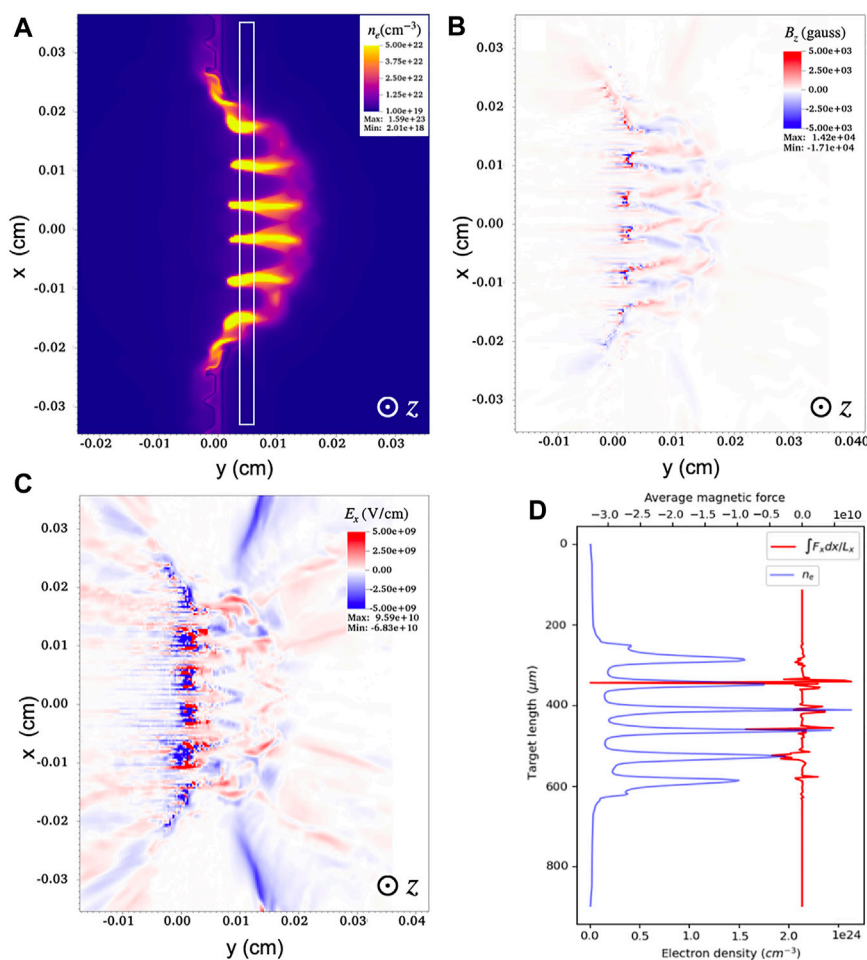 A
n_e(cm⁻³)
5.00e+22
3.75e+22
2.50e+22
1.25e+22
1.00e+19
Max: 1.59e+23
Min: 2.01e+18
0.03
0.02
0.01
0.00
-0.01
-0.02
-0.03
x (cm)
⊙ z
-0.02 -0.01 0.00 0.01 0.02 0.03
y (cm)
B
B_z (gauss)
5.00e+03
2.50e+03
0.00
-2.50e+03
-5.00e+03
Max: 1.42e+04
Min: -1.71e+04
0.03
0.02
0.01
0.00
-0.01
-0.02
-0.03
x (cm)
⊙ z
-0.01 0.00 0.01 0.02 0.03 0.040
y (cm)
C
E_x (V/cm)
5.00e+09
2.50e+09
0.00
-2.50e+09
-5.00e+09
Max: 9.59e+10
Min: -6.83e+10
0.03
0.02
0.01
0.00
-0.01
-0.02
-0.03
x (cm)
⊙ z
-0.01 0.00 0.01 0.02 0.03 0.04
y (cm)
D
Average magnetic force
-3.0 -2.5 -2.0 -1.5 -1.0 -0.5 0.0 1e10
∫F_xdx/L_x
n_e
0
200
400
600
800
Target length (μm)
0.0 0.5 1.0 1.5 2.0 1e24
Electron density (cm⁻³)